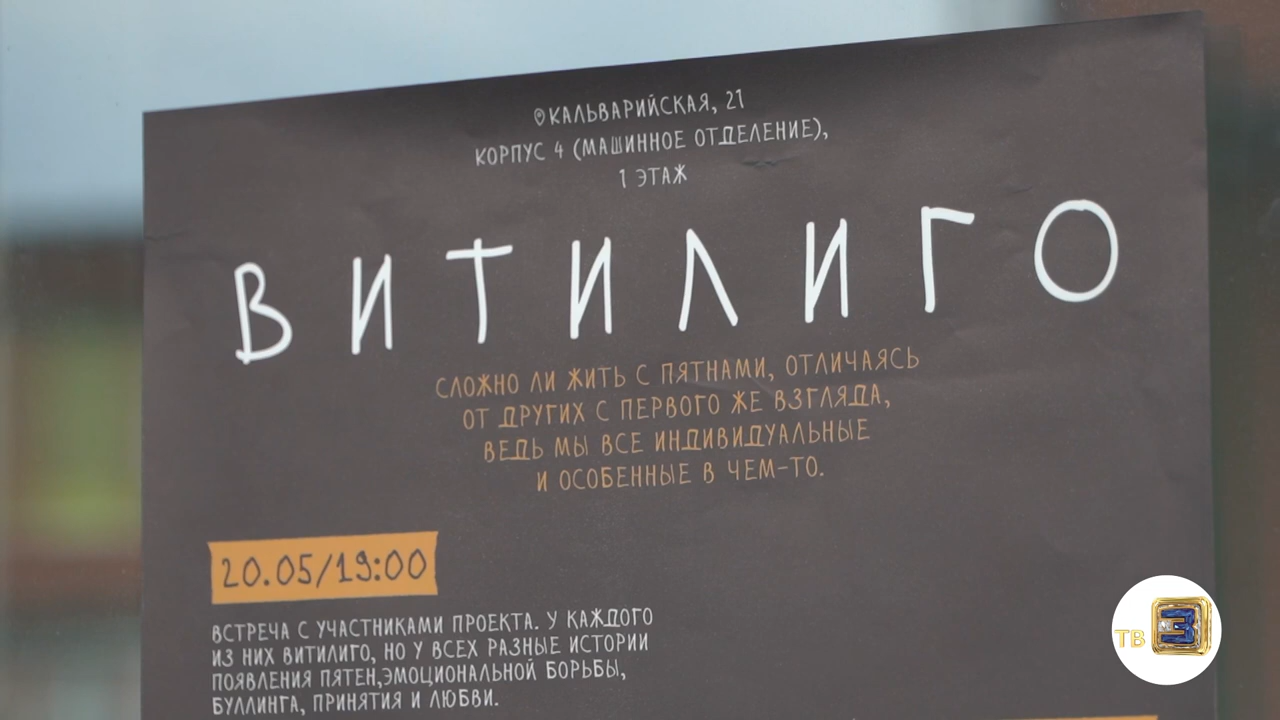 КАЛЬВАРИЙСКАЯ, 21
КОРПУС 4 (МАШИННОЕ ОТДЕЛЕНИЕ),
1 ЭТАЖ
ВИТИЛИГО
СЛОЖНО ЛИ ЖИТЬ С ПЯТНАМИ, ОТЛИЧАЯСЬ
ОТ ДРУГИХ С ПЕРВОГО ЖЕ ВЗГЛЯДА,
ВЕДЬ МЫ ВСЕ ИНДИВИДУАЛЬНЫЕ
И ОСОБЕННЫЕ В ЧЕМ-ТО.
20.05/19:00
ВСТРЕЧА С УЧАСТНИКАМИ ПРОЕКТА. У КАЖДОГО
ИЗ НИХ ВИТИЛИГО, НО У ВСЕХ РАЗНЫЕ ИСТОРИИ
ПОЯВЛЕНИЯ ПЯТЕН,ЭМОЦИОНАЛЬНОЙ БОРЬБЫ,
БУЛЛИНГА, ПРИНЯТИЯ И ЛЮБВИ.
ТВ 3